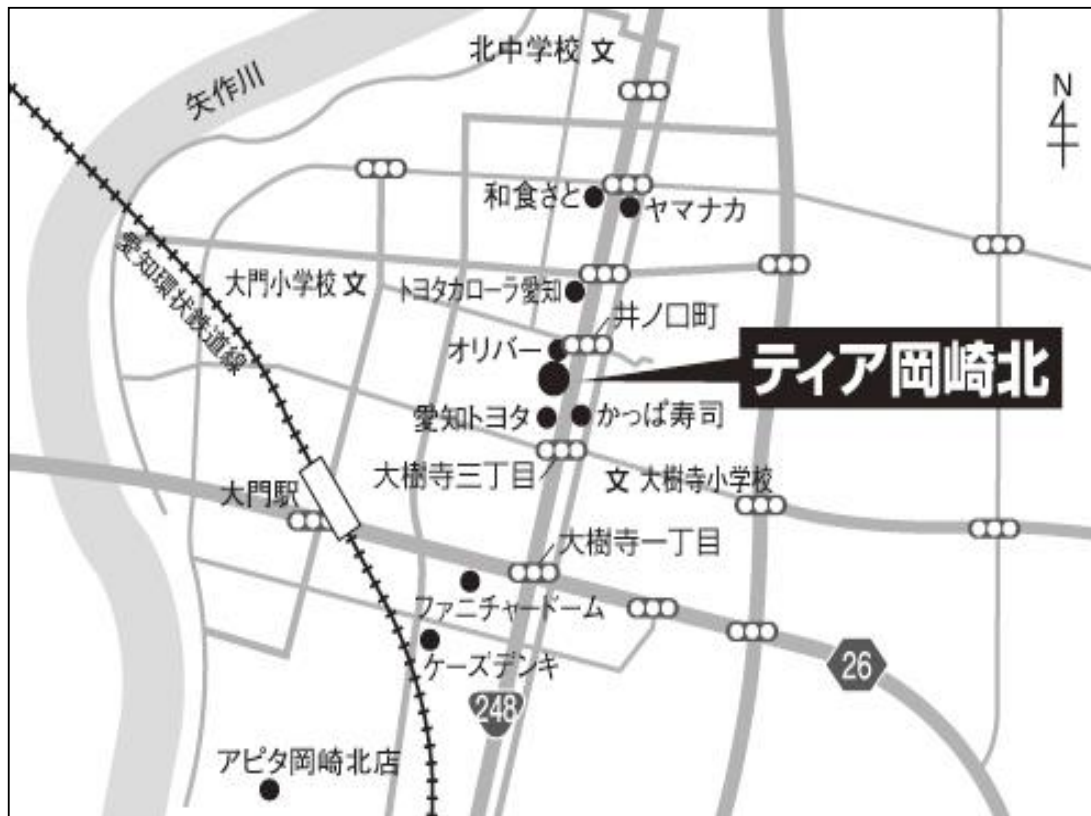 北中学校 文
矢作川
N
和食さと
ヤマナカ
愛知環状鉄道線
大門小学校 文
トヨタカローラ愛知
井ノ口町
オリバー
ティア岡崎北
愛知トヨタ
かっぱ寿司
大樹寺三丁目
文 大樹寺小学校
大門駅
大樹寺一丁目
ファニチャードーム
ケーズデンキ
26
248
アピタ岡崎北店